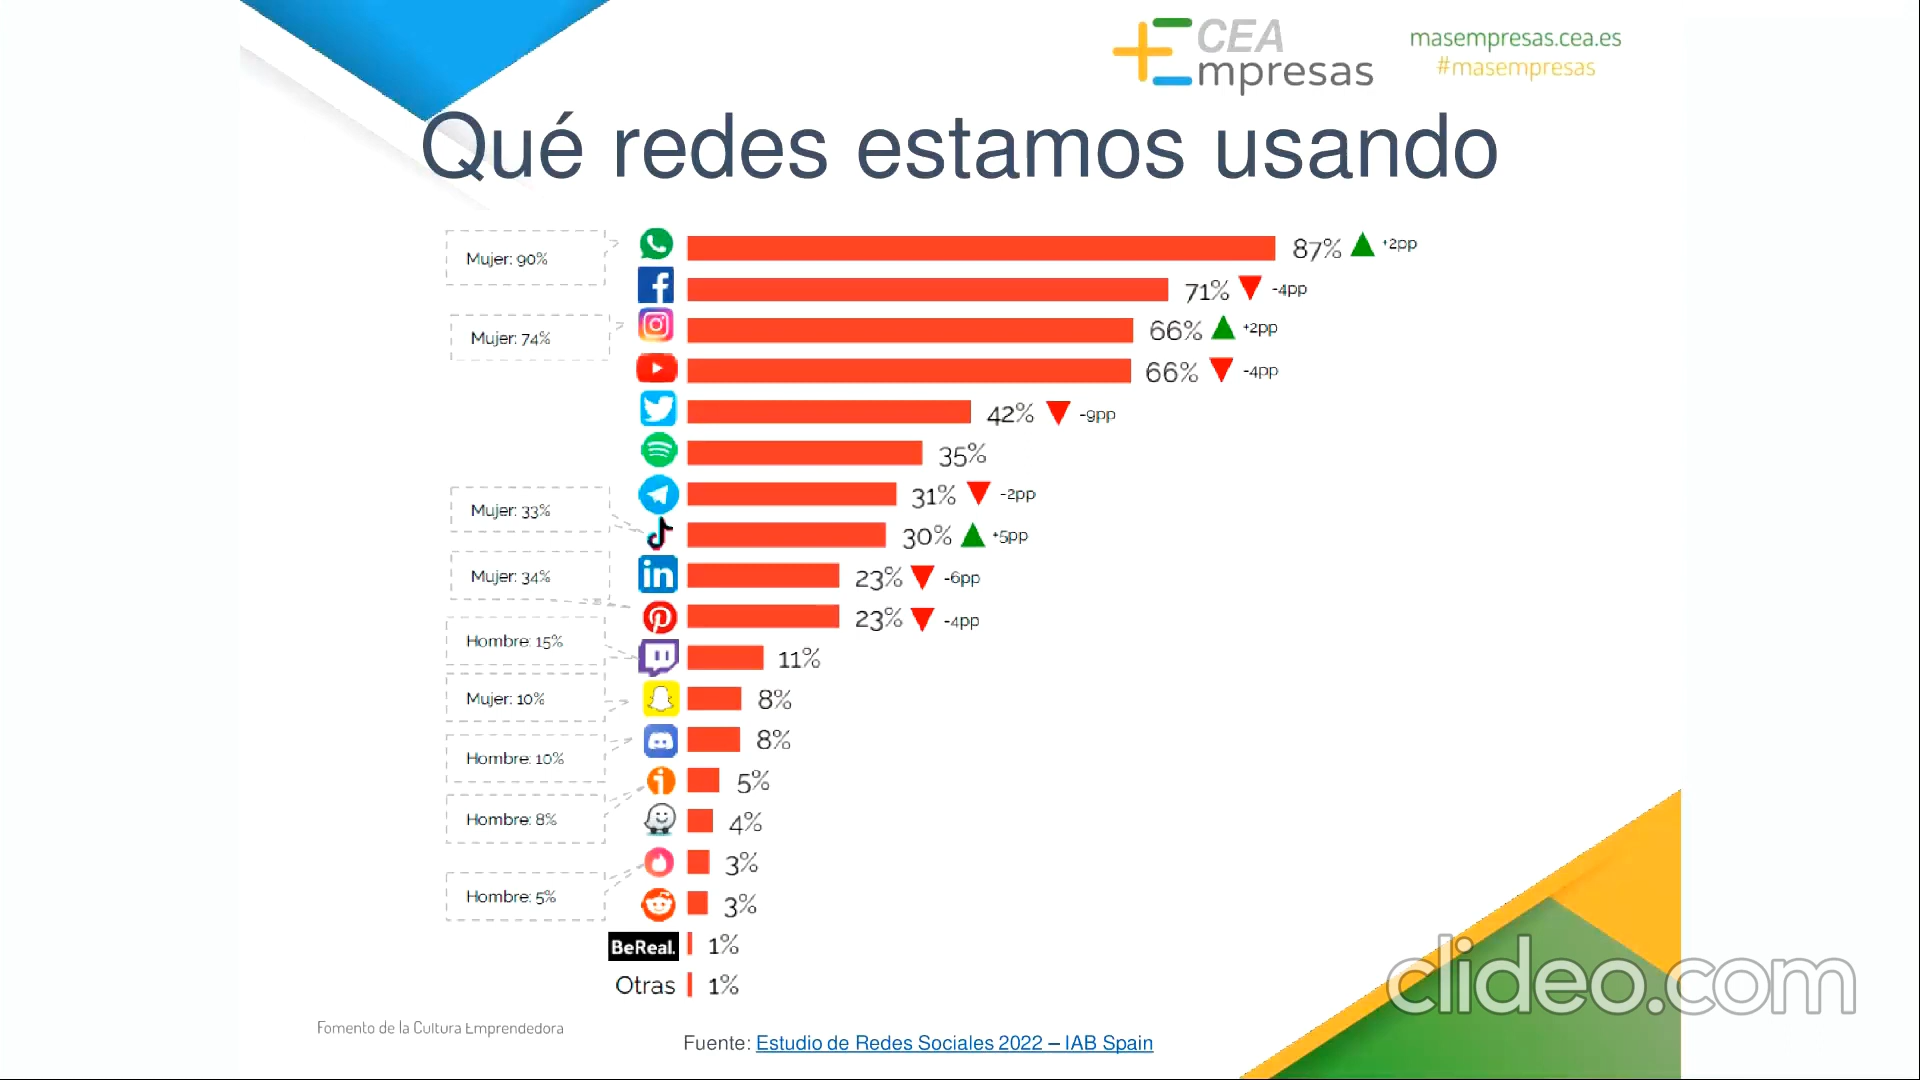 CEA
Empresas
masempresas.cea.es
#masempresas
Qué redes estamos usando
Mujer: 90%
87% +2pp
71% -4pp
Mujer: 74%
66% +2pp
66% -4pp
42% -9pp
35%
31% -2pp
Mujer: 33%
30% +5pp
Mujer: 34%
in 23% -6pp
23% -4pp
Hombre: 15%
11%
Mujer: 10%
8%
Hombre: 10%
8%
5%
Hombre: 8%
4%
3%
Hombre: 5%
3%
BeReal. 1%
Otras 1%
Fomento de la Cultura Emprendedora
Fuente: Estudio de Redes Sociales 2022 – IAB Spain
clideo.com